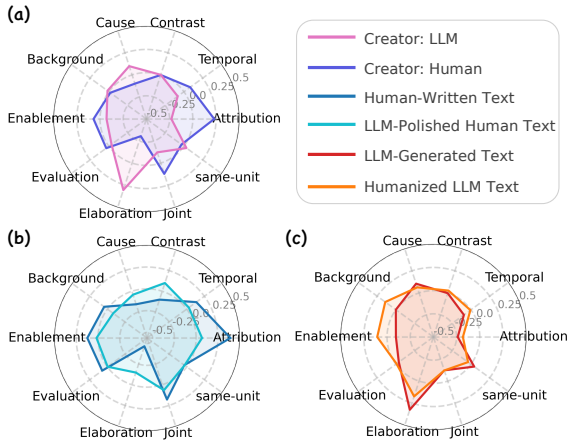 (a)
Cause
Contrast
Background
Temporal
Enablement
Attribution
Evaluation
same-unit
Elaboration
Joint
-0.5
-0.25
0.0
0.25
0.5
Creator: LLM
Creator: Human
Human-Written Text
LLM-Polished Human Text
LLM-Generated Text
Humanized LLM Text
(b)
Cause
Contrast
Background
Temporal
Enablement
Attribution
Evaluation
same-unit
Elaboration
Joint
-0.5
-0.25
0.0
0.25
0.5
(c)
Cause
Contrast
Background
Temporal
Enablement
Attribution
Evaluation
same-unit
Elaboration
Joint
-0.5
-0.25
0.0
0.25
0.5